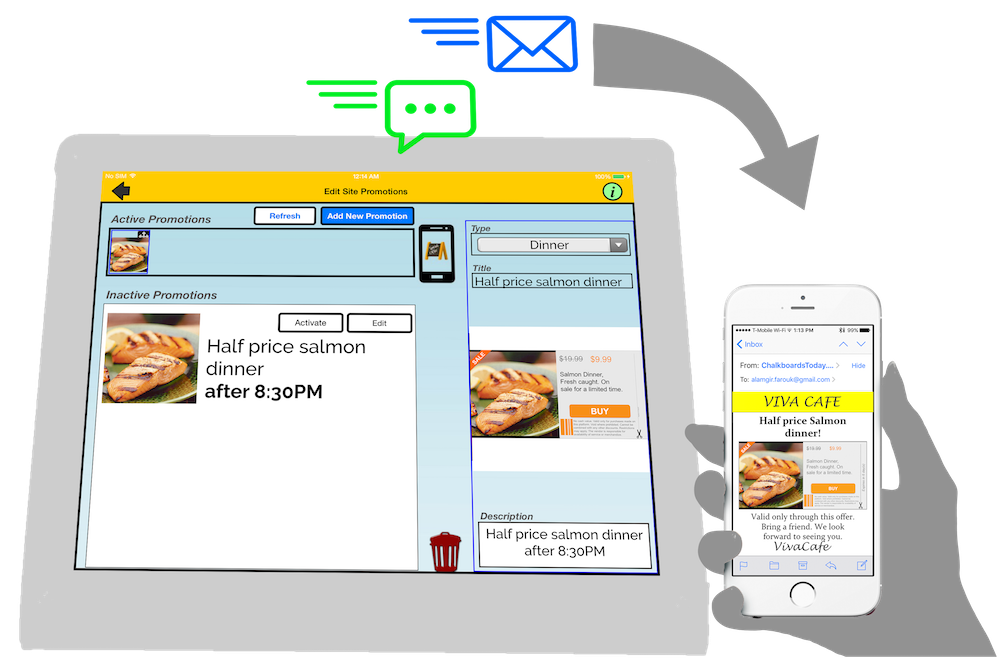 No SIM
12:14 AM
100%
Edit Site Promotions
i
Active Promotions
Refresh
Add New Promotion
Inactive Promotions
Activate
Edit
Half price salmon
dinner
after 8:30PM
Type
Dinner
Title
Half price salmon dinner
SALE
$19.99 $9.99
Salmon Dinner,
Fresh caught. On
sale for a limited time.
BUY
Description
Half price salmon dinner
after 8:30PM
T-Mobile Wi-Fi 1:13 PM 99%
Inbox
From: ChalkboardsToday.... Hide
To: alamgir.farouk@gmail.com
VIVA CAFE
Half price Salmon
dinner!
SALE
$19.99 $9.99
Salmon Dinner,
Fresh caught. On
sale for a limited time.
BUY
Valid only through this offer.
Bring a friend. We look
forward to seeing you.
VivaCafe